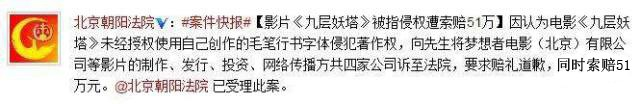 北京朝阳法院V：#案件快报#【影片《九层妖塔》被指侵权遭索赔51万】因认为电影《九层妖
塔》未经授权使用自己创作的毛笔行书字体侵犯著作权，向先生将梦想者电影（北京）有限公
司等影片的制作、发行、投资、网络传播方共四家公司诉至法院，要求赔礼道歉，同时索赔51
万元。@北京朝阳法院 已受理此案。